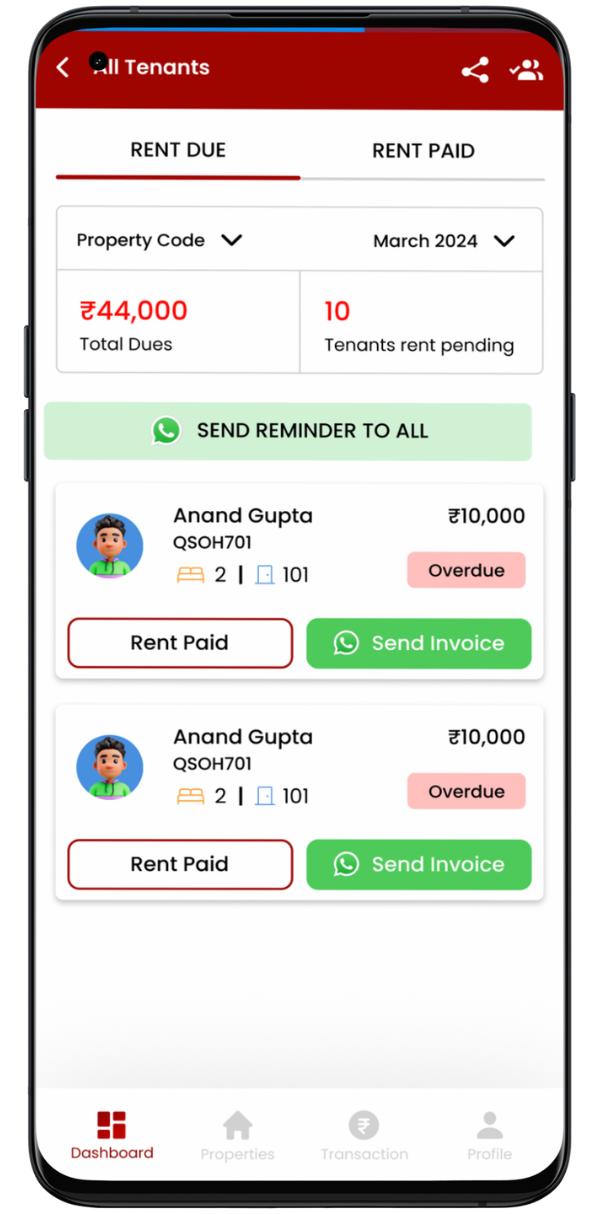 All Tenants
RENT DUE
RENT PAID
Property Code
March 2024
₹44,000
10
Total Dues
Tenants rent pending
SEND REMINDER TO ALL
Anand Gupta
₹10,000
QSOH701
2 | 101
Overdue
Rent Paid
Send Invoice
Anand Gupta
₹10,000
QSOH701
2 | 101
Overdue
Rent Paid
Send Invoice
₹
Dashboard
Properties
Transaction
Profile